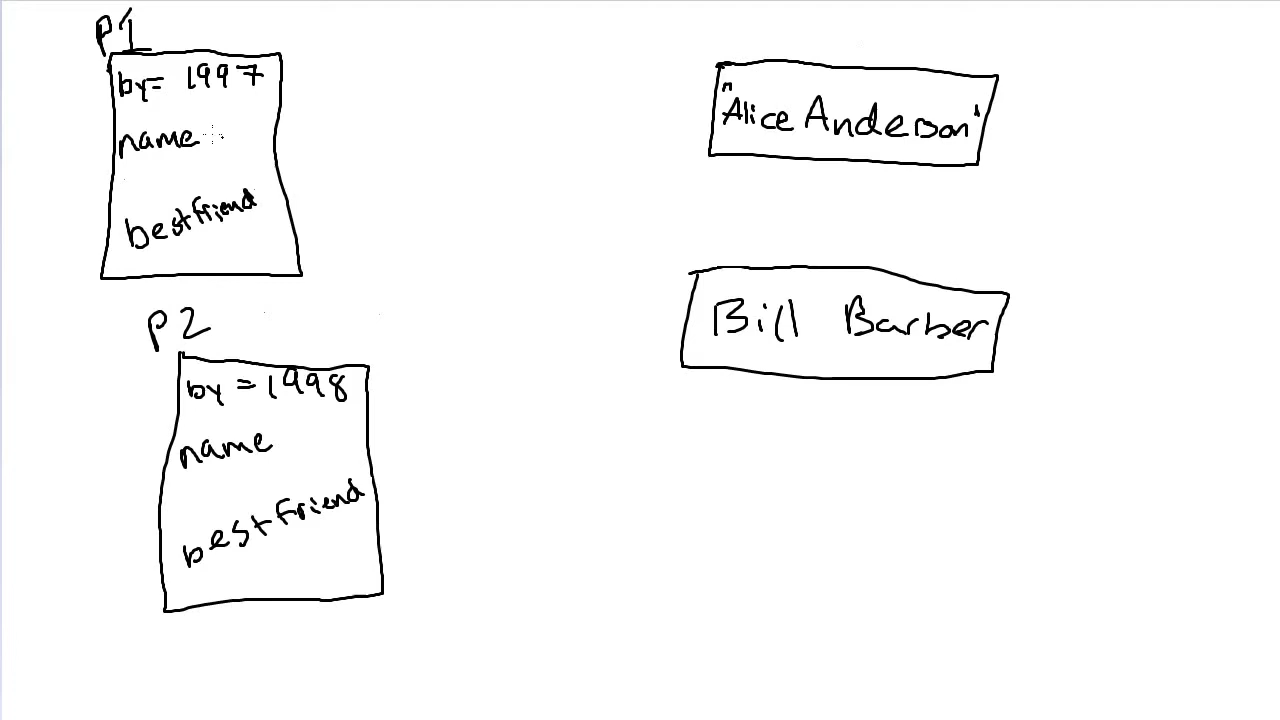 P1
by= 1997
name
bestfriend
"Alice Anderson"
Bill Barber
P2
by = 1998
name
bestfriend